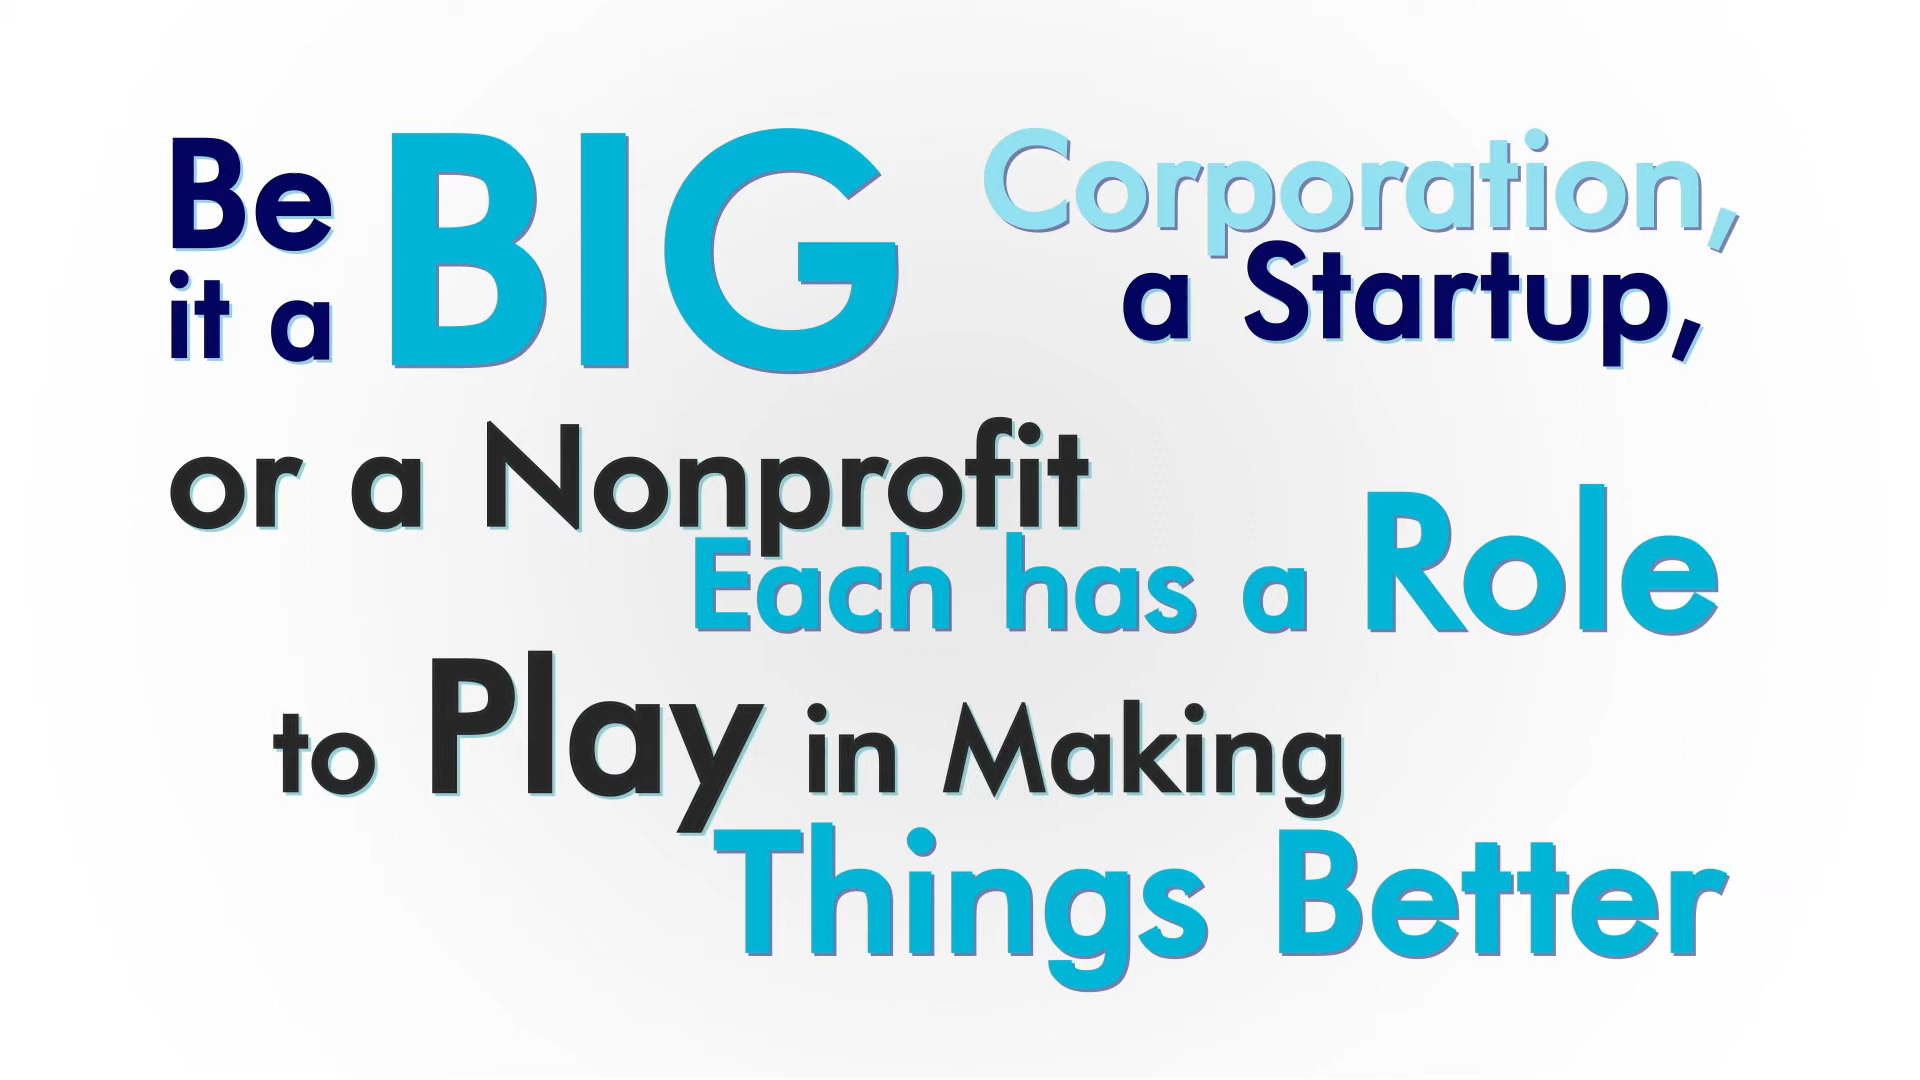 Be it a BIG Corporation,
a Startup,
or a Nonprofit
Each has a Role
to Play in Making
Things Better